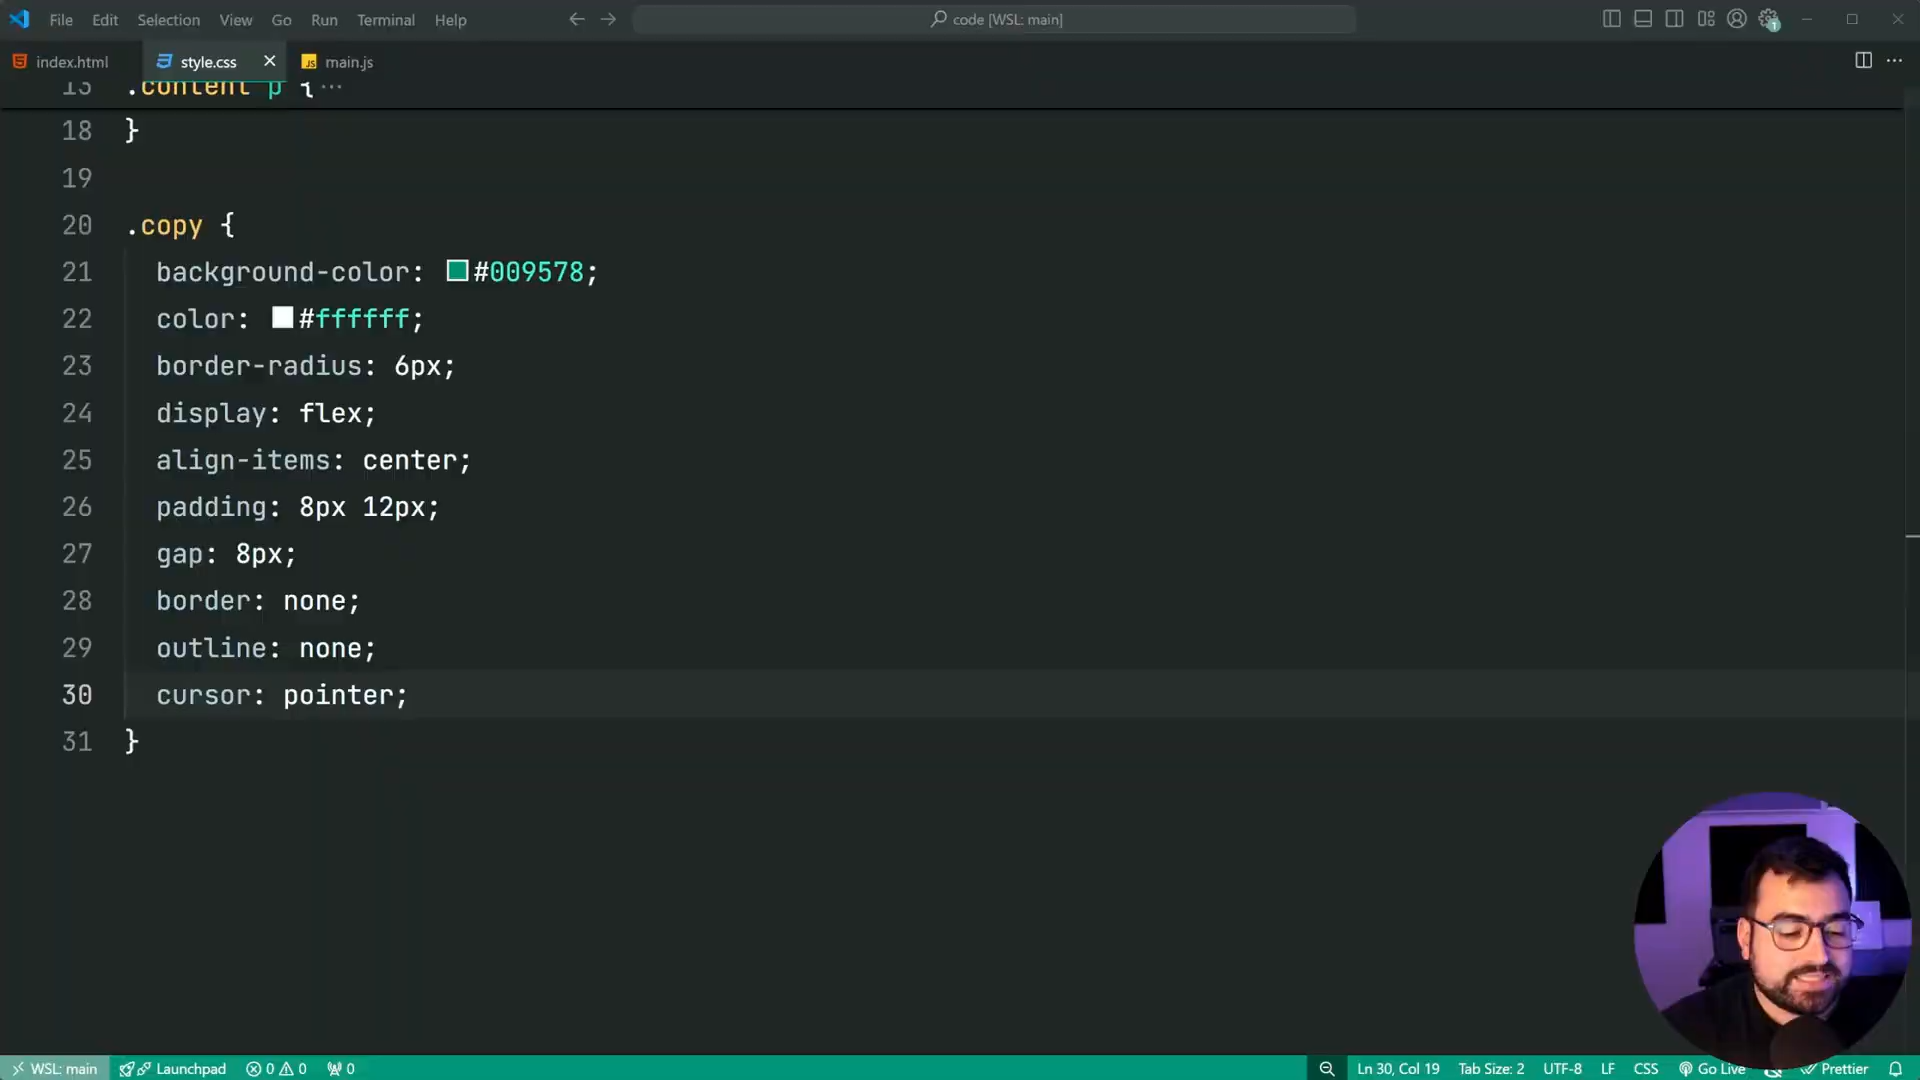 File Edit Selection View Go Run Terminal Help
code [WSL: main]
index.html style.css main.js
13 .content p {···
18 }
19
20 .copy {
21 background-color: #009578;
22 color: #ffffff;
23 border-radius: 6px;
24 display: flex;
25 align-items: center;
26 padding: 8px 12px;
27 gap: 8px;
28 border: none;
29 outline: none;
30 cursor: pointer;
31 }
WSL: main Launchpad 0 0 0 Ln 30, Col 19 Tab Size: 2 UTF-8 LF CSS Go Live Prettier